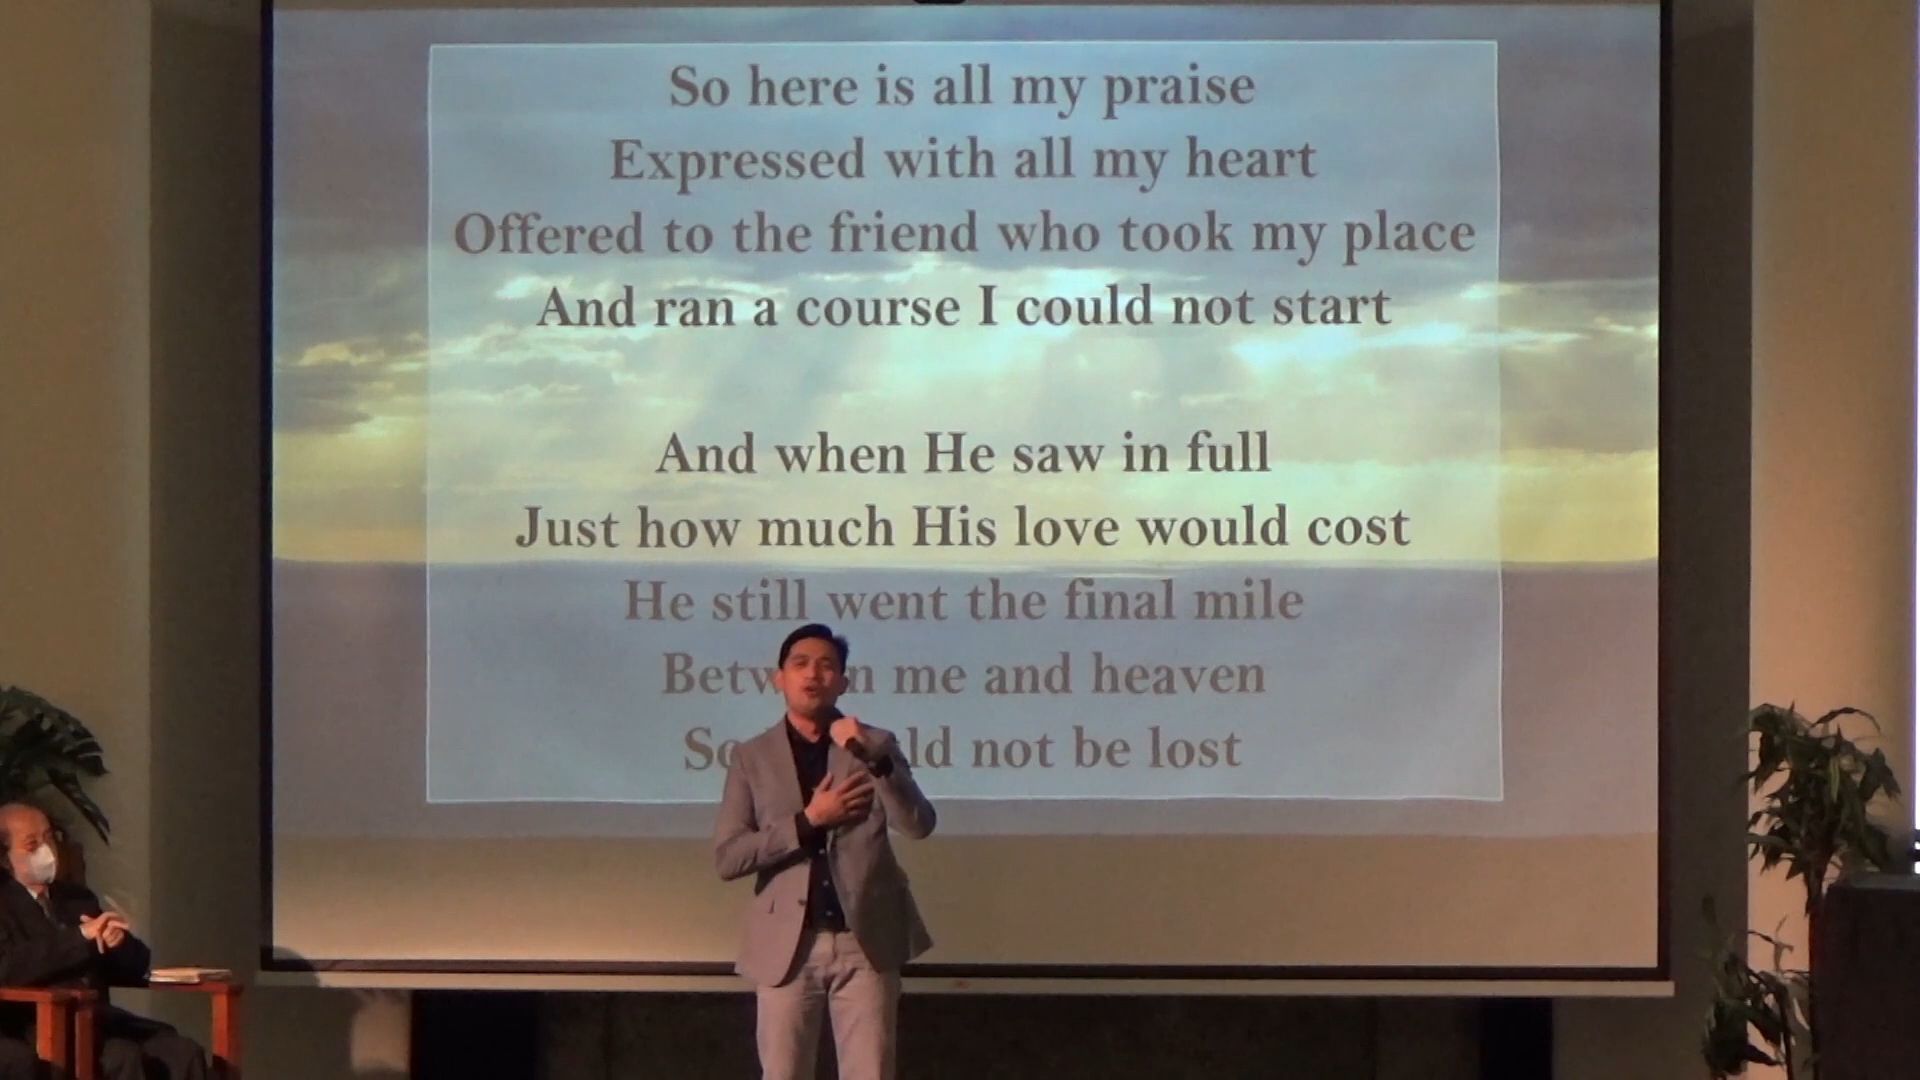 So here is all my praise
Expressed with all my heart
Offered to the friend who took my place
And ran a course I could not start
And when He saw in full
Just how much His love would cost
He still went the final mile
me and heaven
not be lost